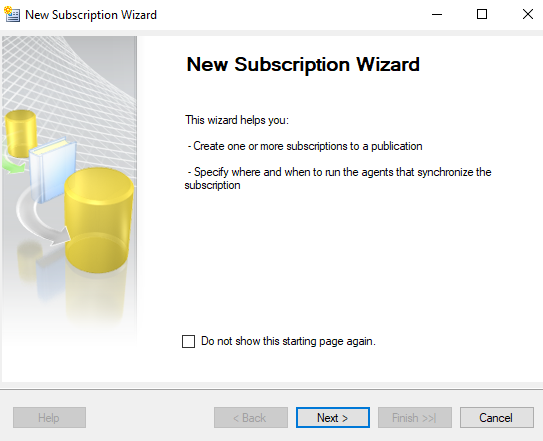 New Subscription Wizard
New Subscription Wizard
This wizard helps you:
- Create one or more subscriptions to a publication
- Specify where and when to run the agents that synchronize the
subscription
Do not show this starting page again.
Help
< Back
Next >
Finish >>|
Cancel